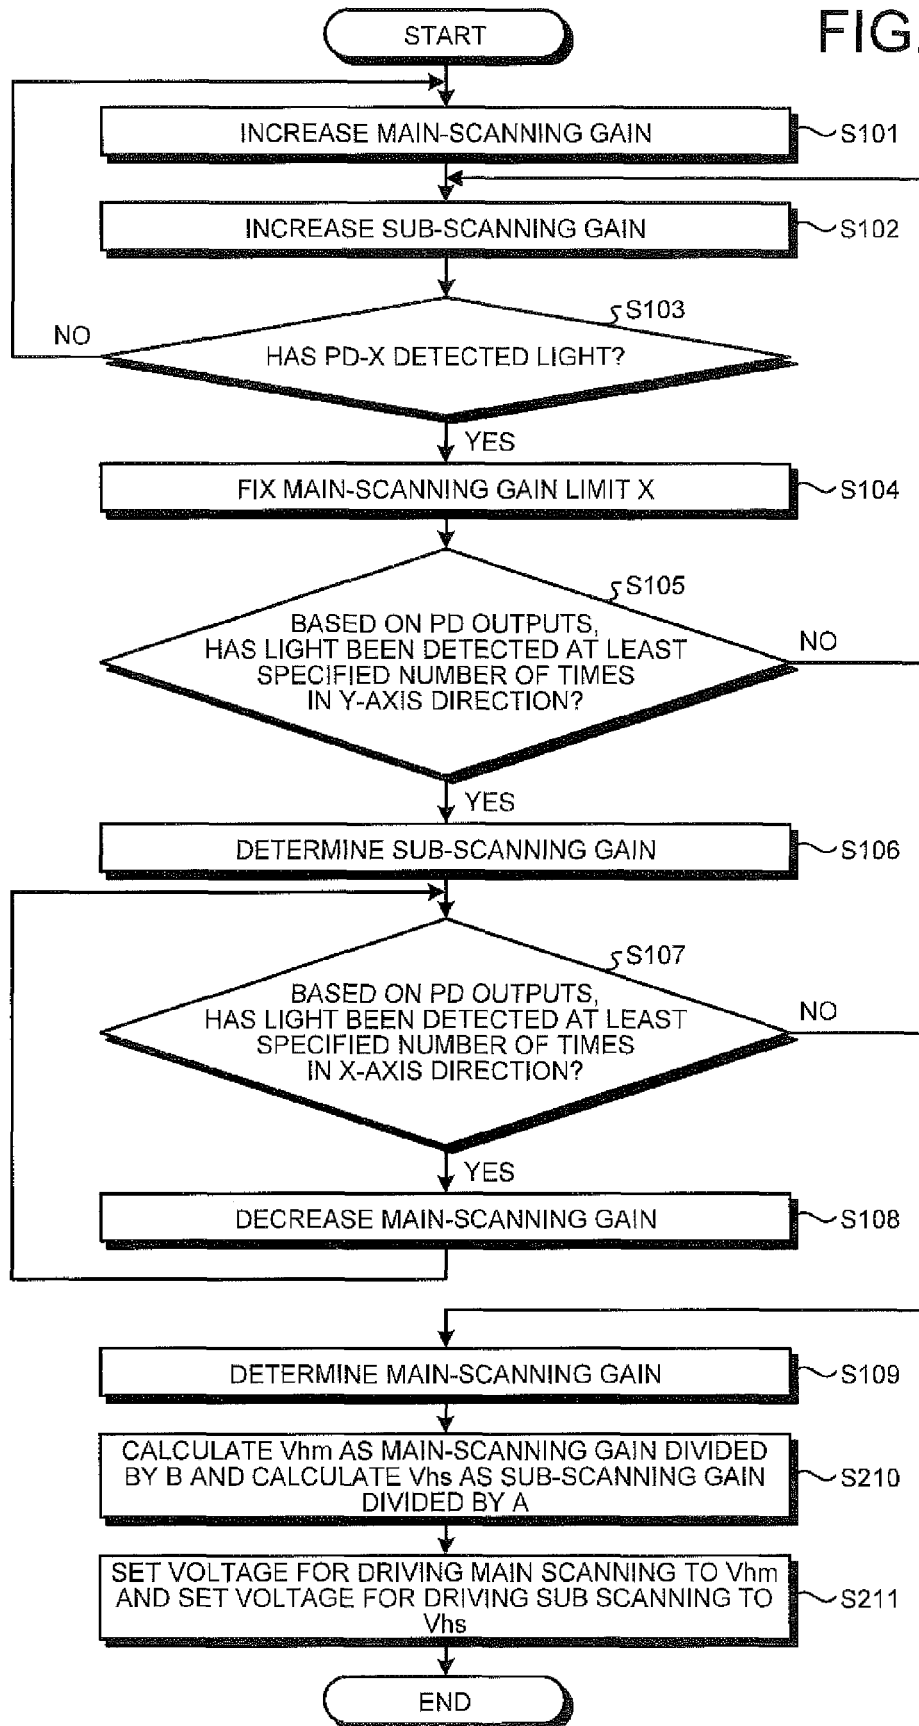 START
FIG.
INCREASE MAIN-SCANNING GAIN
S101
INCREASE SUB-SCANNING GAIN
S102
S103
NO
HAS PD-X DETECTED LIGHT?
YES
FIX MAIN-SCANNING GAIN LIMIT X
S104
S105
BASED ON PD OUTPUTS,
HAS LIGHT BEEN DETECTED AT LEAST
SPECIFIED NUMBER OF TIMES
IN Y-AXIS DIRECTION?
NO
YES
DETERMINE SUB-SCANNING GAIN
S106
S107
BASED ON PD OUTPUTS,
HAS LIGHT BEEN DETECTED AT LEAST
SPECIFIED NUMBER OF TIMES
IN X-AXIS DIRECTION?
NO
YES
DECREASE MAIN-SCANNING GAIN
S108
DETERMINE MAIN-SCANNING GAIN
S109
CALCULATE Vhm AS MAIN-SCANNING GAIN DIVIDED
BY B AND CALCULATE Vhs AS SUB-SCANNING GAIN
DIVIDED BY A
S210
SET VOLTAGE FOR DRIVING MAIN SCANNING TO Vhm
AND SET VOLTAGE FOR DRIVING SUB SCANNING TO
Vhs
S211
END